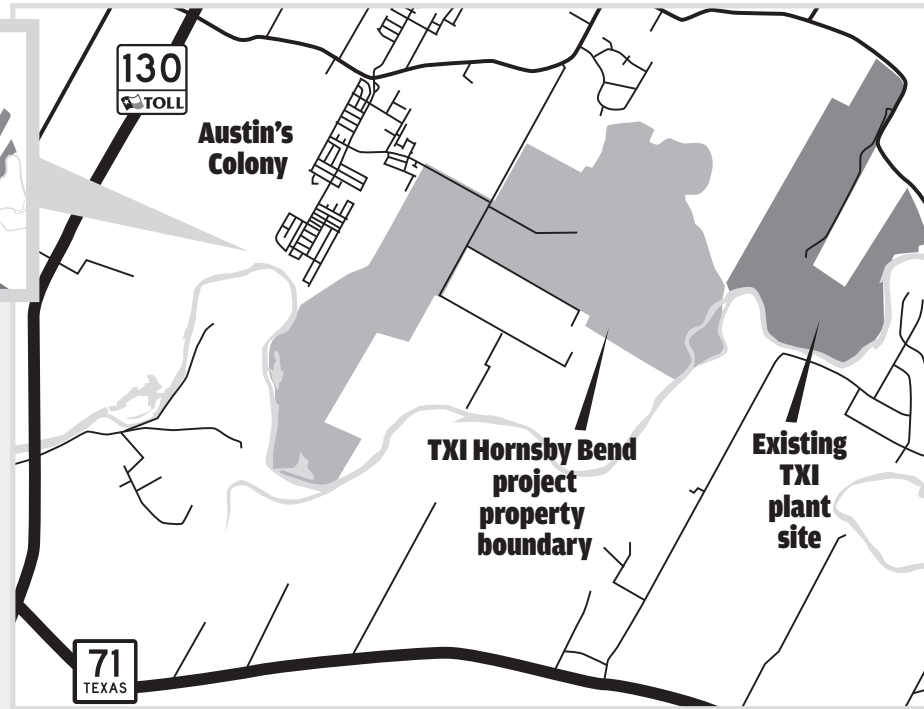 130
TOLL
Austin's
Colony
TXI Hornsby Bend
project
property
boundary
Existing
TXI
plant
site
71
TEXAS